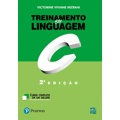 VICTORINE VIVIANE MIZRAHI
TREINAMENTO
EM
LINGUAGEM
C
2ª EDIÇÃO
Pearson